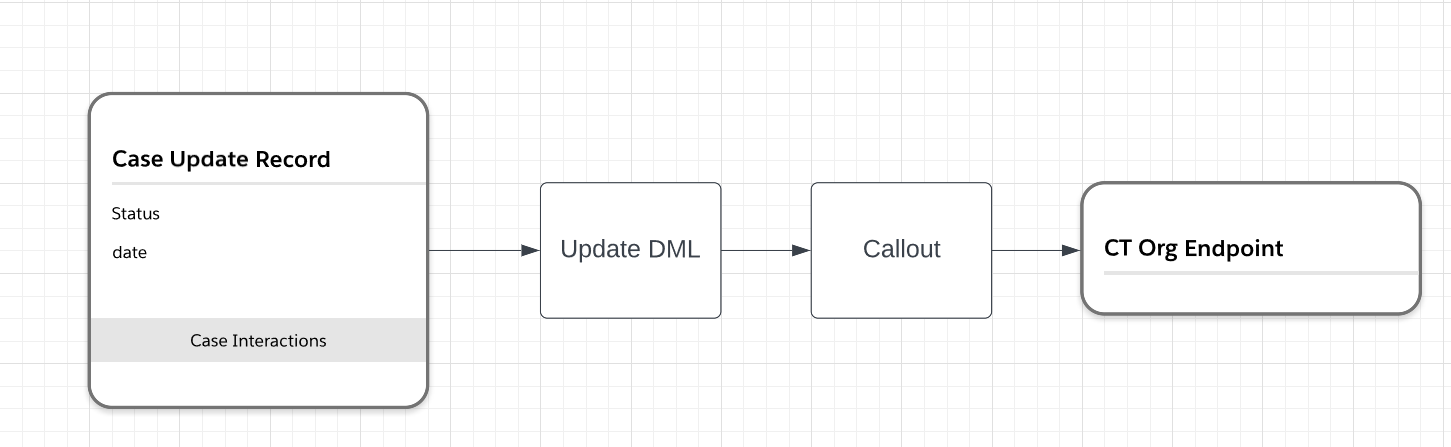 Case Update Record
Status
date
Case Interactions
Update DML
Callout
CT Org Endpoint